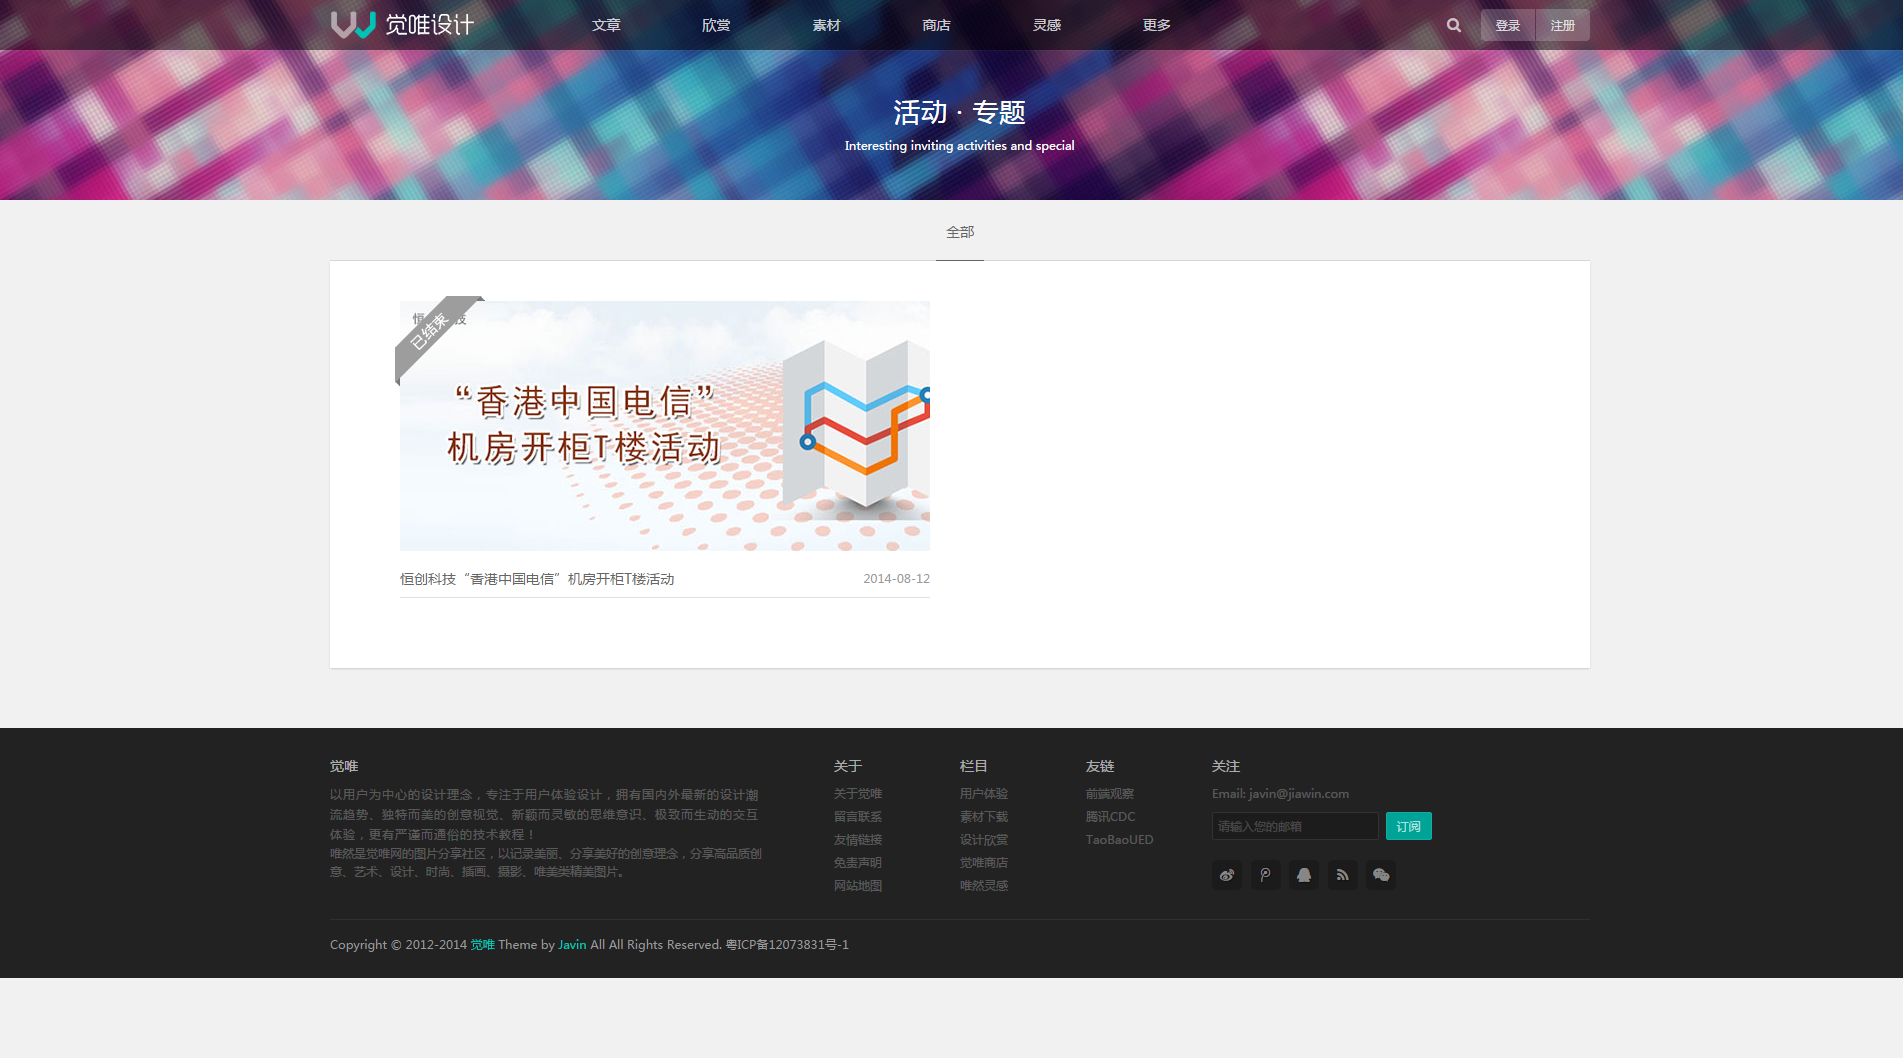 觉唯设计
文章 欣赏 素材 商店 灵感 更多
登录 注册
活动 · 专题
Interesting inviting activities and special
全部
已结束
“香港中国电信”
机房开柜T楼活动
恒创科技“香港中国电信”机房开柜T楼活动 2014-08-12
觉唯
以用户为中心的设计理念，专注于用户体验设计，拥有国内外最新的设计潮
流趋势、独特而美的创意视觉、新颖而灵敏的思维意识、极致而生动的交互
体验，更有严谨而通俗的技术教程！
唯然是觉唯网的图片分享社区，以记录美丽、分享美好的创意理念，分享高品质创
意、艺术、设计、时尚、插画、摄影、唯美类精美图片。
关于
关于觉唯
留言联系
友情链接
免责声明
网站地图
栏目
用户体验
素材下载
设计欣赏
觉唯商店
唯然灵感
友链
前端观察
腾讯CDC
TaoBaoUED
关注
Email: javin@jiawin.com
请输入您的邮箱 订阅
Copyright © 2012-2014 觉唯 Theme by Javin All All Rights Reserved. 粤ICP备12073831号-1